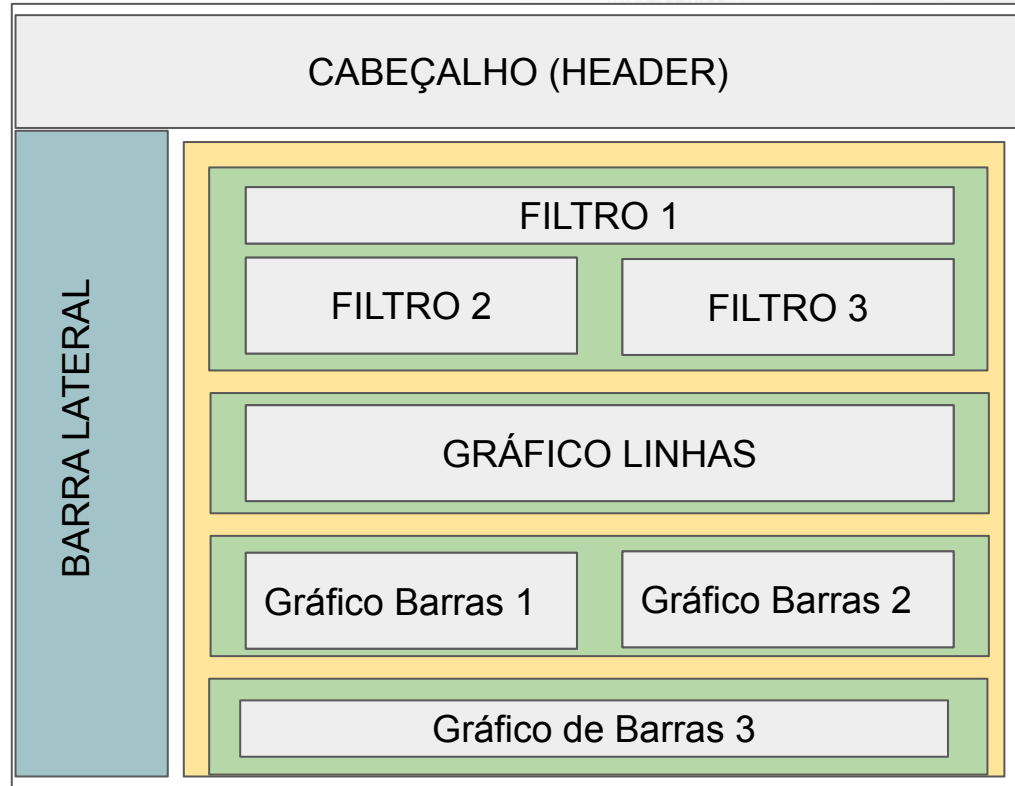 CABEÇALHO (HEADER)
BARRA LATERAL
FILTRO 1
FILTRO 2
FILTRO 3
GRÁFICO LINHAS
Gráfico Barras 1
Gráfico Barras 2
Gráfico de Barras 3